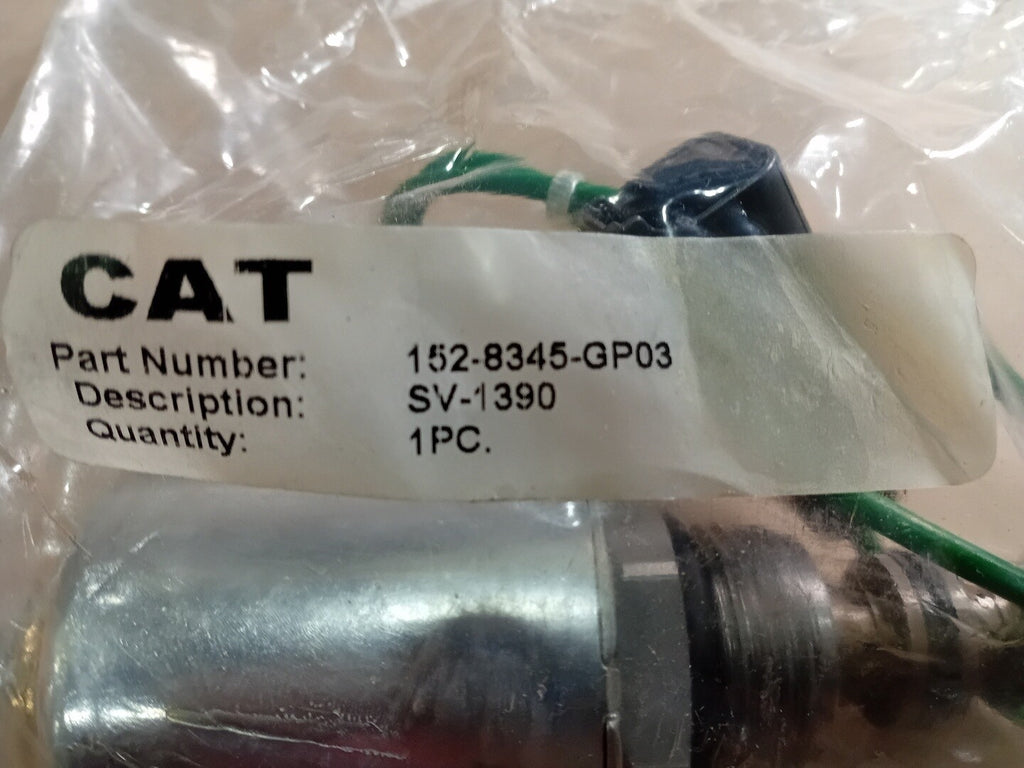 CAT
Part Number: 152-8345-GP03
Description: SV-1390
Quantity: 1PC.